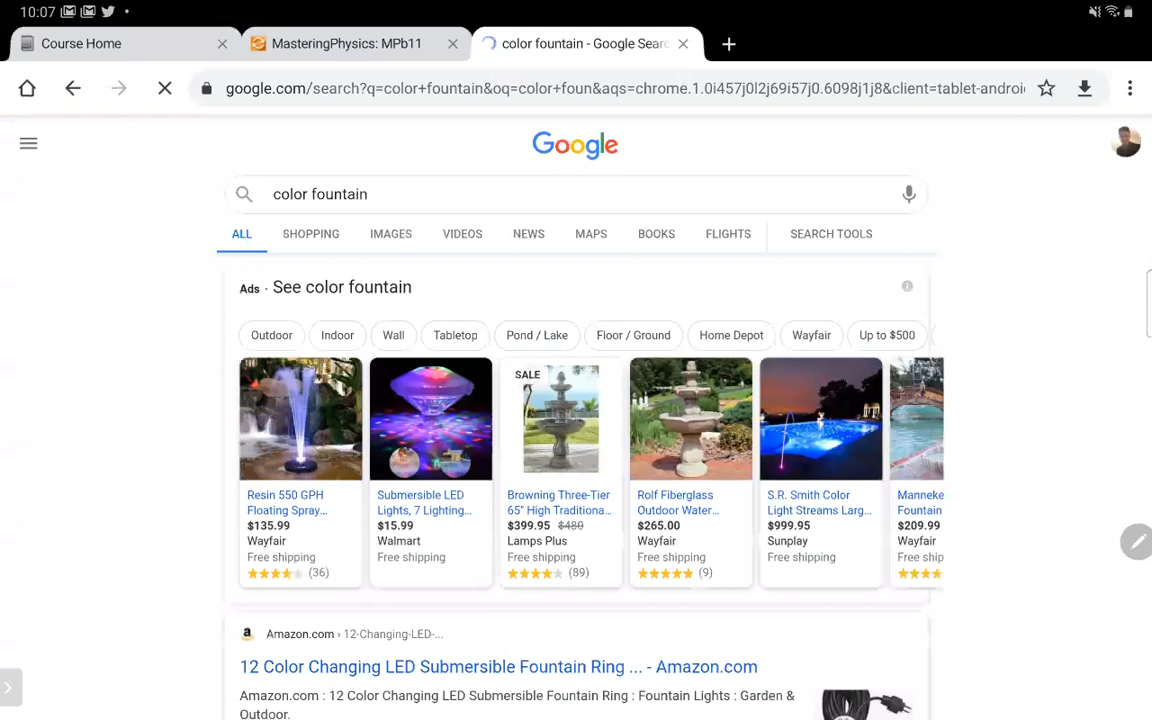 10:07
Course Home
MasteringPhysics: MPb11
color fountain - Google Searc
google.com/search?q=color+fountain&oq=color+foun&aqs=chrome.1.0i457j0l2j69i57j0.6098j1j8&client=tablet-androi
Google
color fountain
ALL SHOPPING IMAGES VIDEOS NEWS MAPS BOOKS FLIGHTS SEARCH TOOLS
Ads · See color fountain
Outdoor Indoor Wall Tabletop Pond / Lake Floor / Ground Home Depot Wayfair Up to $500
SALE
Resin 550 GPH
Floating Spray...
$135.99
Wayfair
Free shipping
(36)
Submersible LED
Lights, 7 Lighting...
$15.99
Walmart
Free shipping
Browning Three-Tier
65" High Traditiona...
$399.95 $480
Lamps Plus
Free shipping
(89)
Rolf Fiberglass
Outdoor Water...
$265.00
Wayfair
Free shipping
(9)
S.R. Smith Color
Light Streams Larg...
$999.95
Sunplay
Free shipping
Manneke
Fountain
$209.99
Wayfair
Free ship
Amazon.com › 12-Changing-LED-...
12 Color Changing LED Submersible Fountain Ring ... - Amazon.com
Amazon.com : 12 Color Changing LED Submersible Fountain Ring : Fountain Lights : Garden &
Outdoor.